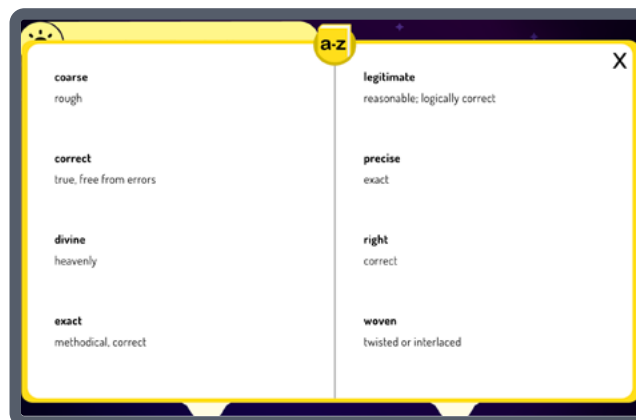 a-z
X
coarse
rough
correct
true, free from errors
divine
heavenly
exact
methodical, correct
legitimate
reasonable; logically correct
precise
exact
right
correct
woven
twisted or interlaced